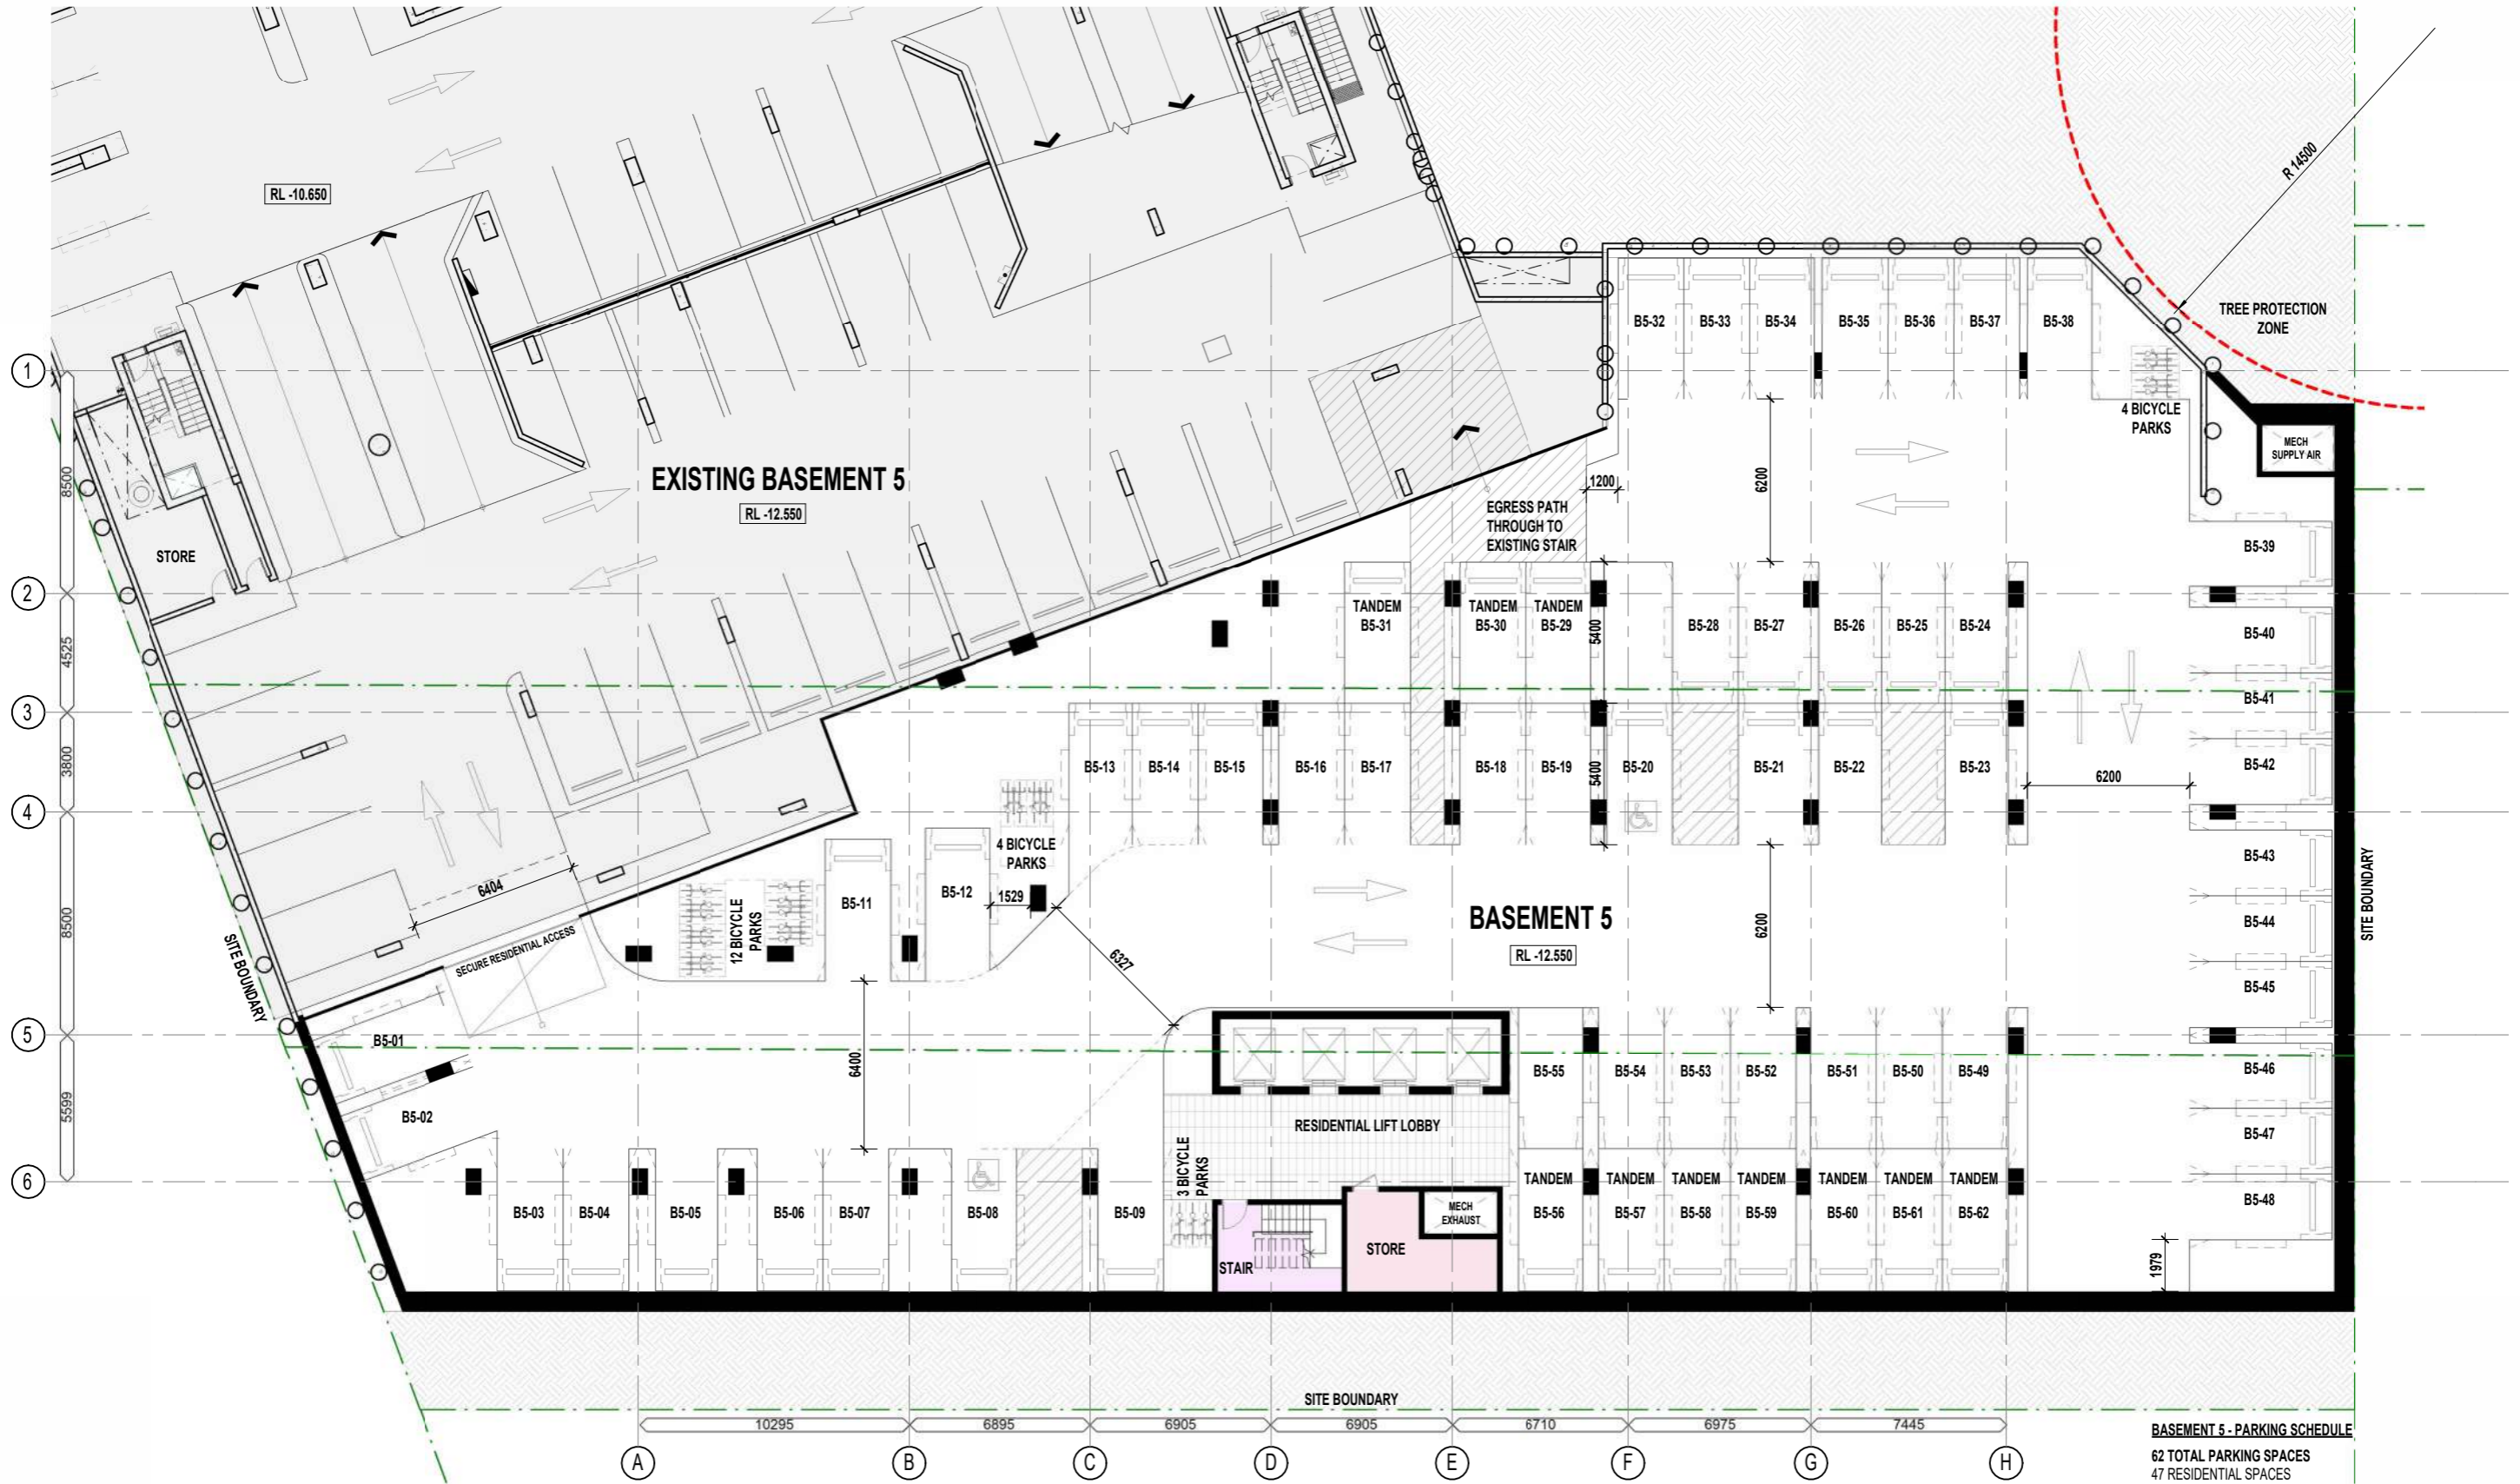 RL -10.650
R 14500
TREE PROTECTION
ZONE
B5-32
B5-33
B5-34
B5-35
B5-36
B5-37
B5-38
1
4 BICYCLE
PARKS
MECH
SUPPLY AIR
8500
EXISTING BASEMENT 5
RL -12.550
1200
6200
EGRESS PATH
THROUGH TO
EXISTING STAIR
STORE
B5-39
2
TANDEM
B5-31
TANDEM
B5-30
TANDEM
B5-29
5400
B5-28
B5-27
B5-26
B5-25
B5-24
B5-40
4525
B5-41
3
3800
B5-13
B5-14
B5-15
B5-16
B5-17
B5-18
B5-19
5400
B5-20
B5-21
B5-22
B5-23
6200
B5-42
4
4 BICYCLE
PARKS
B5-43
SITE BOUNDARY
6404
B5-11
B5-12
1529
12 BICYCLE
PARKS
BASEMENT 5
RL -12.550
6200
B5-44
8500
SITE BOUNDARY
SECURE RESIDENTIAL ACCESS
6327
B5-45
5
B5-01
6400
B5-55
B5-54
B5-53
B5-52
B5-51
B5-50
B5-49
B5-46
5599
B5-02
RESIDENTIAL LIFT LOBBY
B5-47
3 BICYCLE
PARKS
6
B5-03
B5-04
B5-05
B5-06
B5-07
B5-08
B5-09
MECH
EXHAUST
STORE
STAIR
TANDEM
B5-56
TANDEM
B5-57
TANDEM
B5-58
TANDEM
B5-59
TANDEM
B5-60
TANDEM
B5-61
TANDEM
B5-62
B5-48
1979
SITE BOUNDARY
10295
6895
6905
6905
6710
6975
7445
A
B
C
D
E
F
G
H
BASEMENT 5 - PARKING SCHEDULE
62 TOTAL PARKING SPACES
47 RESIDENTIAL SPACES